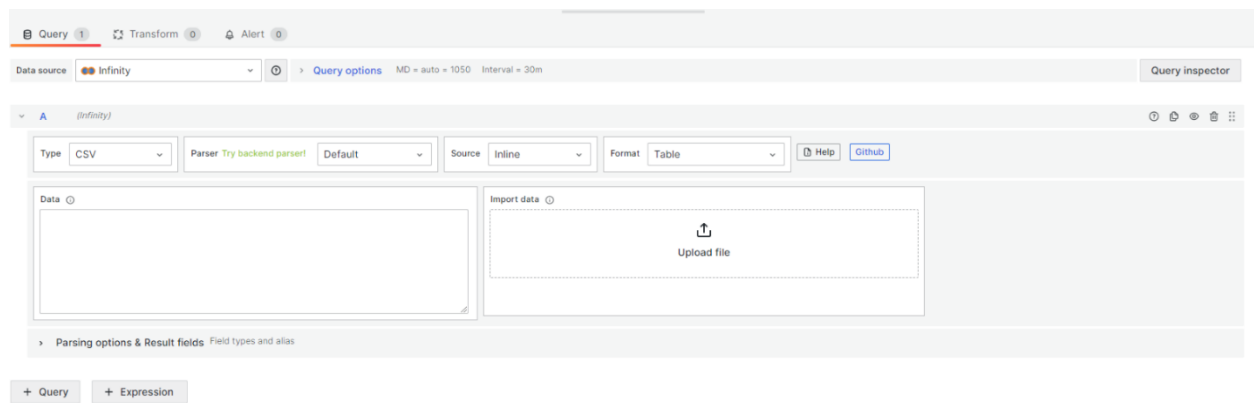 Query 1 Transform 0 Alert 0
Data source Infinity Query options MD = auto = 1050 Interval = 30m Query inspector
A (Infinity)
Type CSV Parser Try backend parser! Default Source Inline Format Table Help Github
Data Import data
Upload file
Parsing options & Result fields Field types and alias
+ Query + Expression